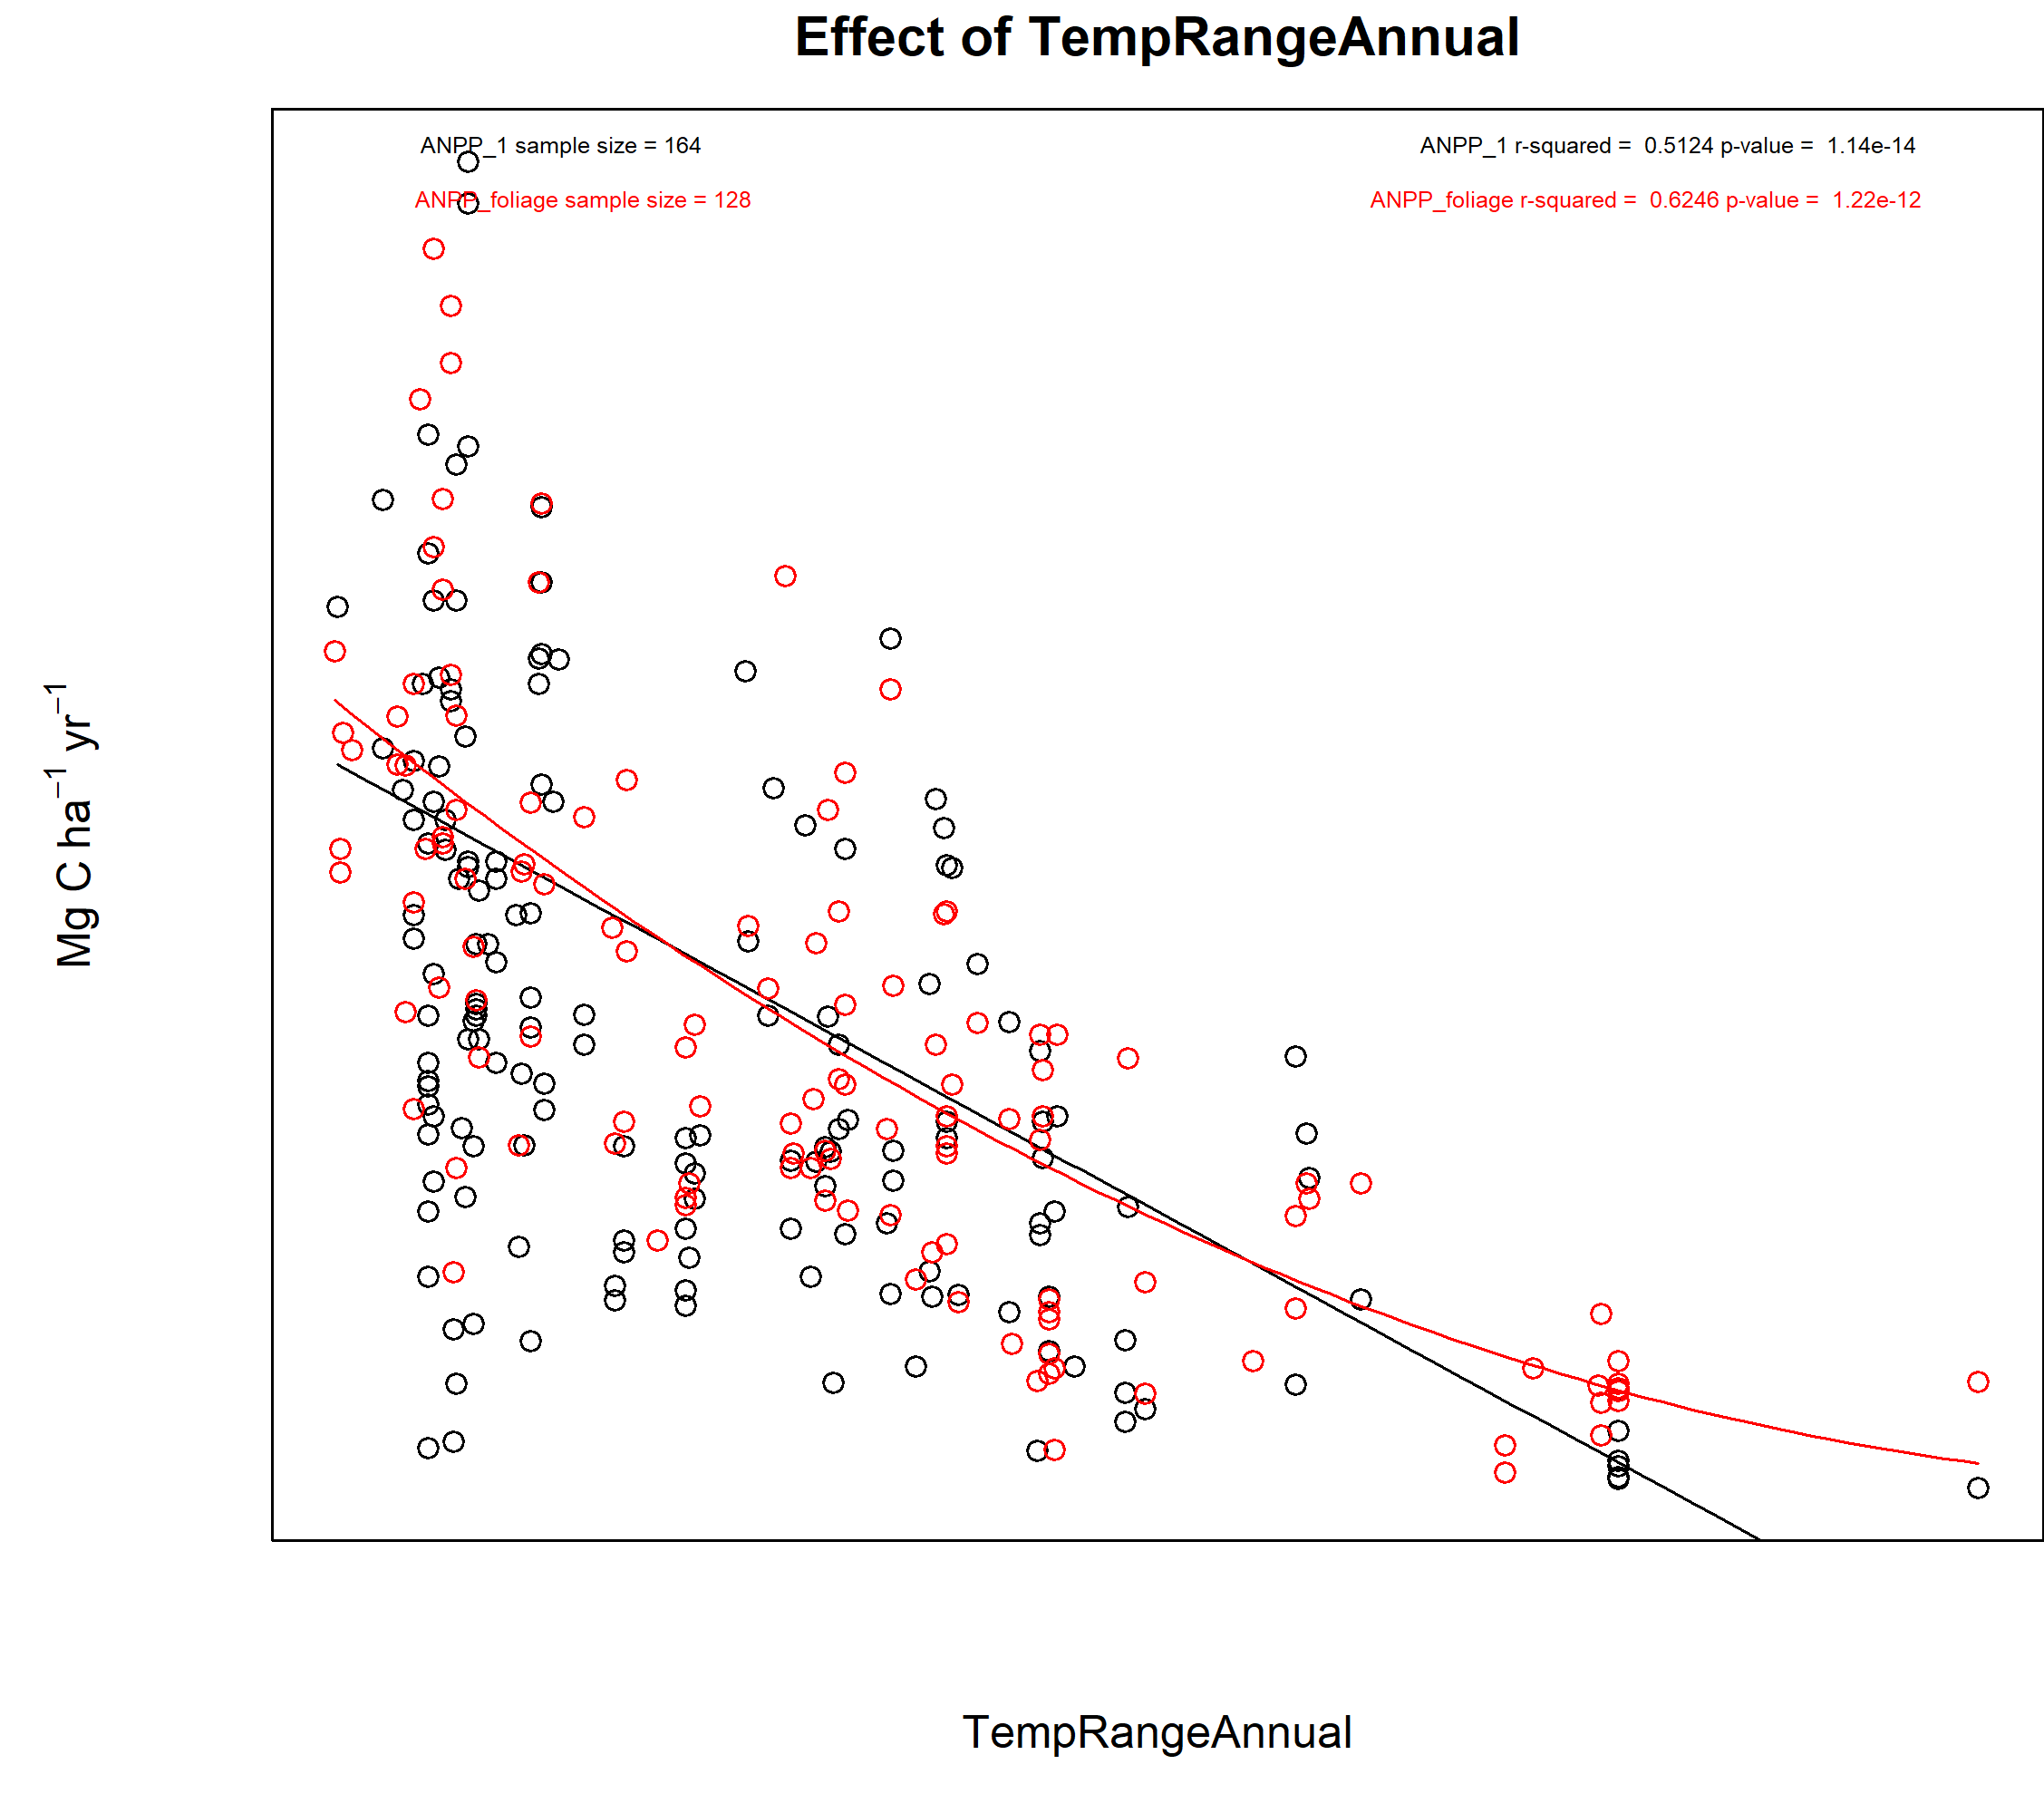 Effect of TempRangeAnnual
ANPP_1 sample size = 164
ANPP_1 r-squared = 0.5124 p-value = 1.14e-14
ANPP_foliage sample size = 128
ANPP_foliage r-squared = 0.6246 p-value = 1.22e-12
Mg C ha⁻¹ yr⁻¹
TempRangeAnnual